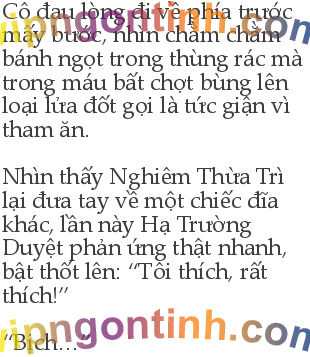 Cô đau lòng đi về phía trước
mấy bước, nhìn chằm chằm
bánh ngọt trong thùng rác mà
trong máu bất chợt bùng lên
loại lửa đốt gọi là tức giận vì
tham ăn.
Nhìn thấy Nghiêm Thừa Trì
lại đưa tay về một chiếc đĩa
khác, lần này Hạ Trường
Duyệt phản ứng thật nhanh,
bật thốt lên: “Tôi thích, rất
thích!”
“Bịch…”
vipngontinh.com
vipngontinh.com